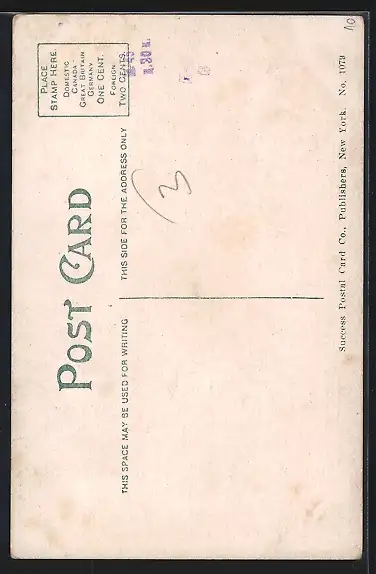 POST CARD
PLACE
STAMP HERE.
DOMESTIC
CANADA
GREAT BRITAIN
GERMANY
ONE CENT.
FOREIGN
TWO CENTS.
THIS SPACE MAY BE USED FOR WRITING
THIS SIDE FOR THE ADDRESS ONLY
3
Success Postal Card Co., Publishers, New York. No. 1079
10